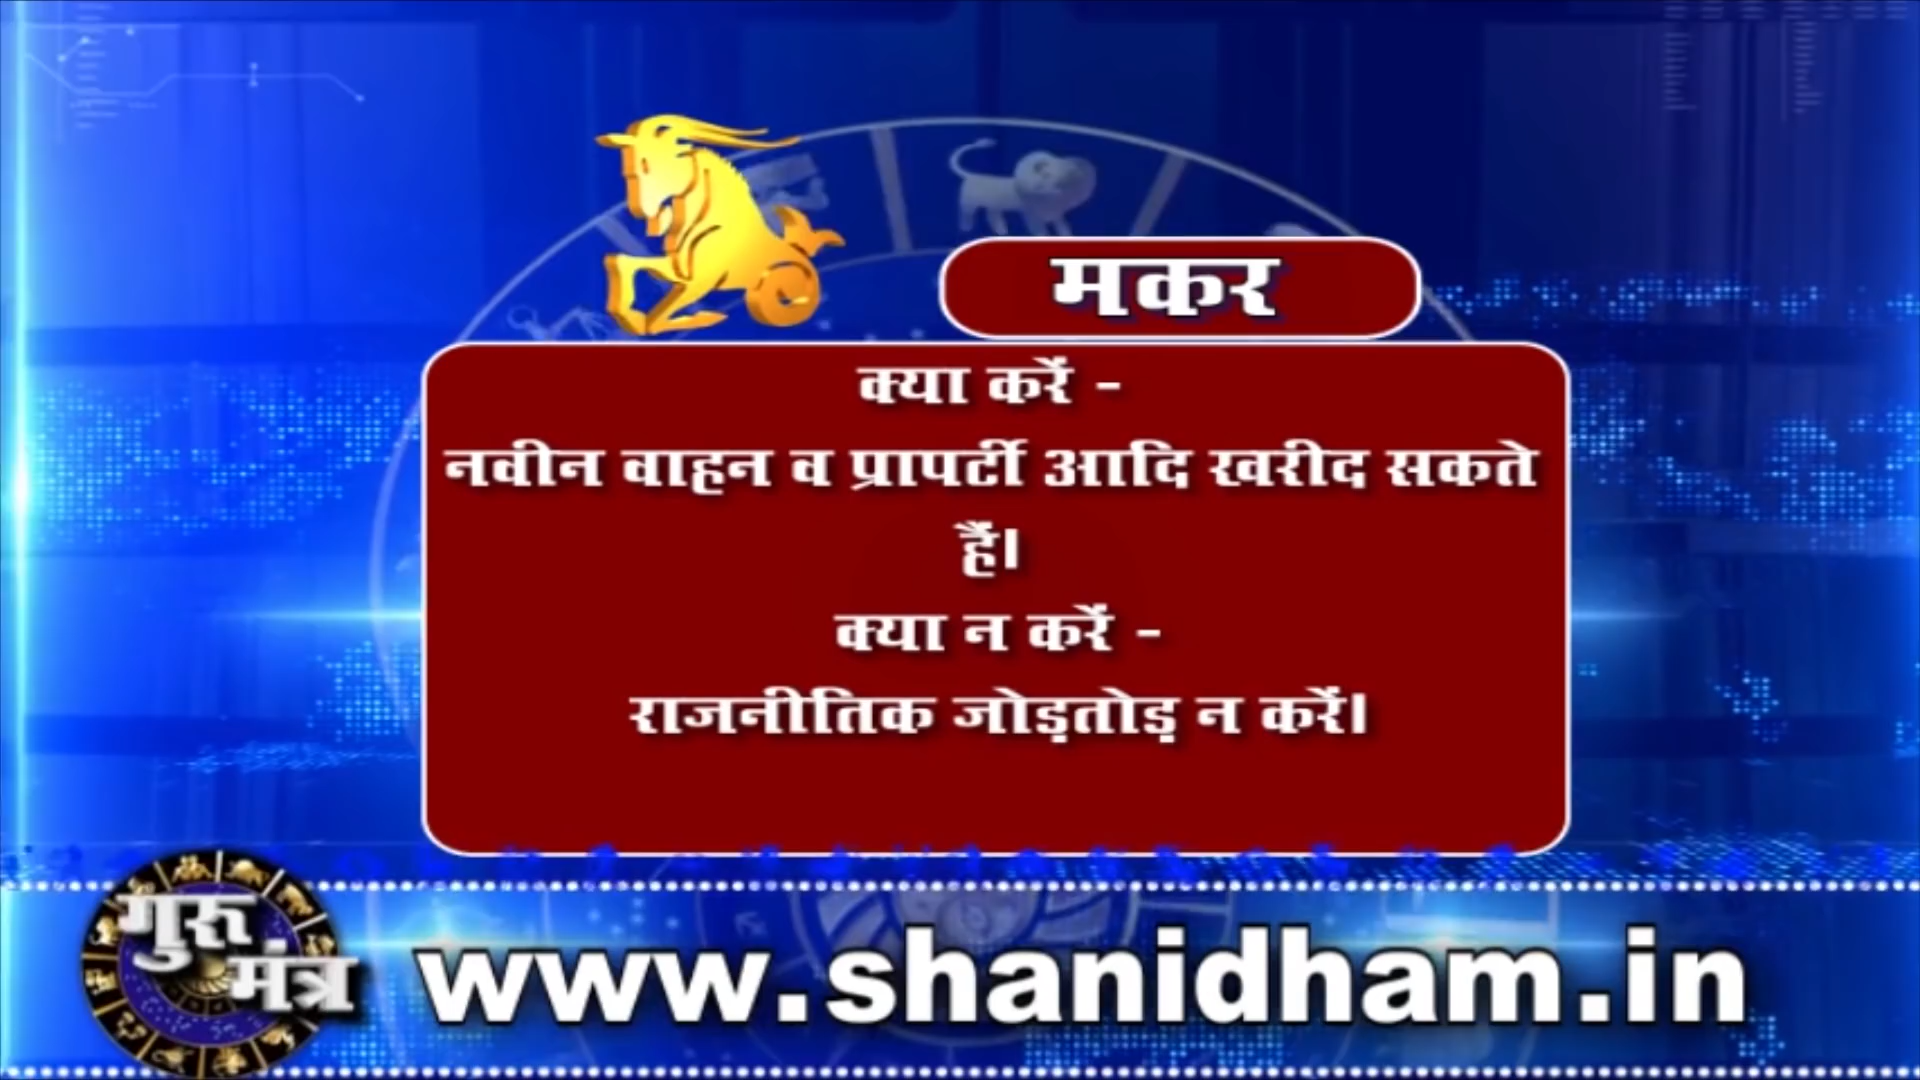 मकर
क्या करें -
नवीन वाहन व प्रापर्टी आदि खरीद सकते
हैं।
क्या न करें -
राजनीतिक जोड़तोड़ न करें।
गुरु
मंत्र
www.shanidham.in